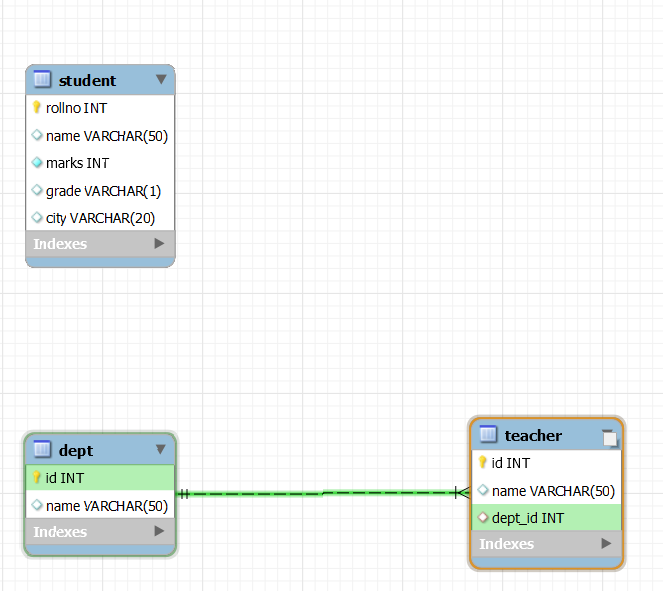 student
rollno INT
name VARCHAR(50)
marks INT
grade VARCHAR(1)
city VARCHAR(20)
Indexes
dept
id INT
name VARCHAR(50)
Indexes
teacher
id INT
name VARCHAR(50)
dept_id INT
Indexes